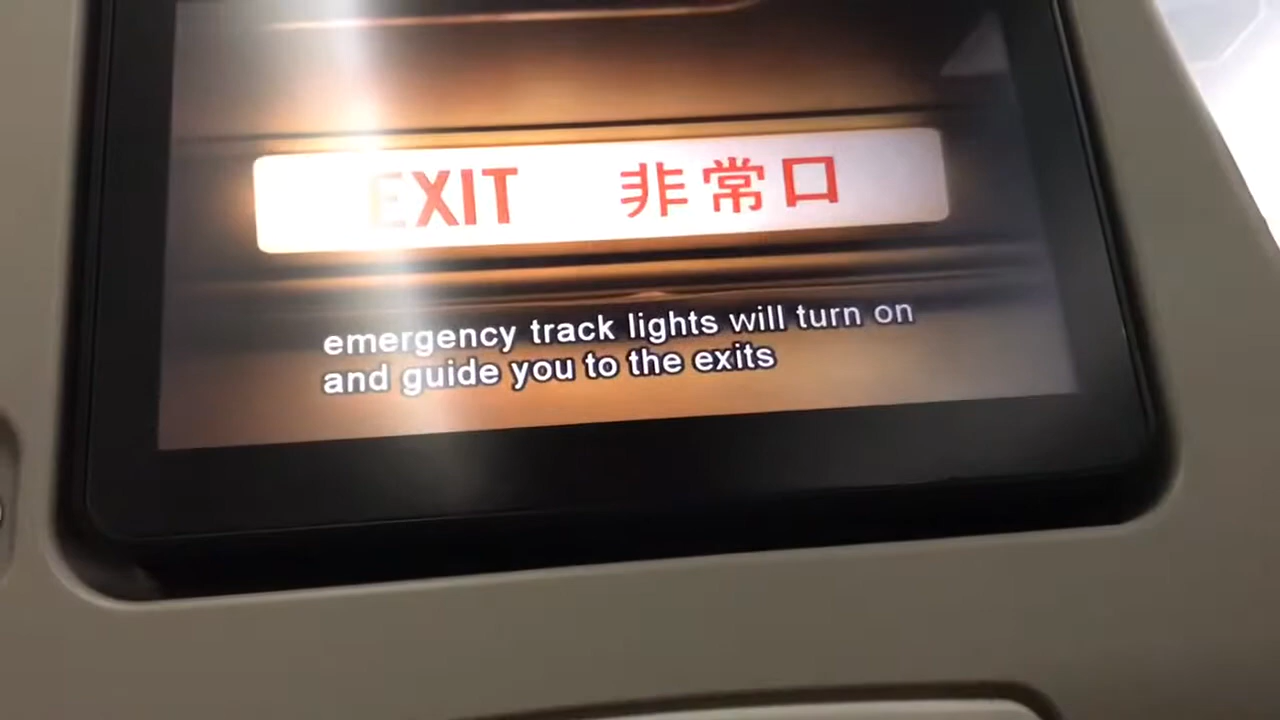 EXIT 非常口
emergency track lights will turn on
and guide you to the exits